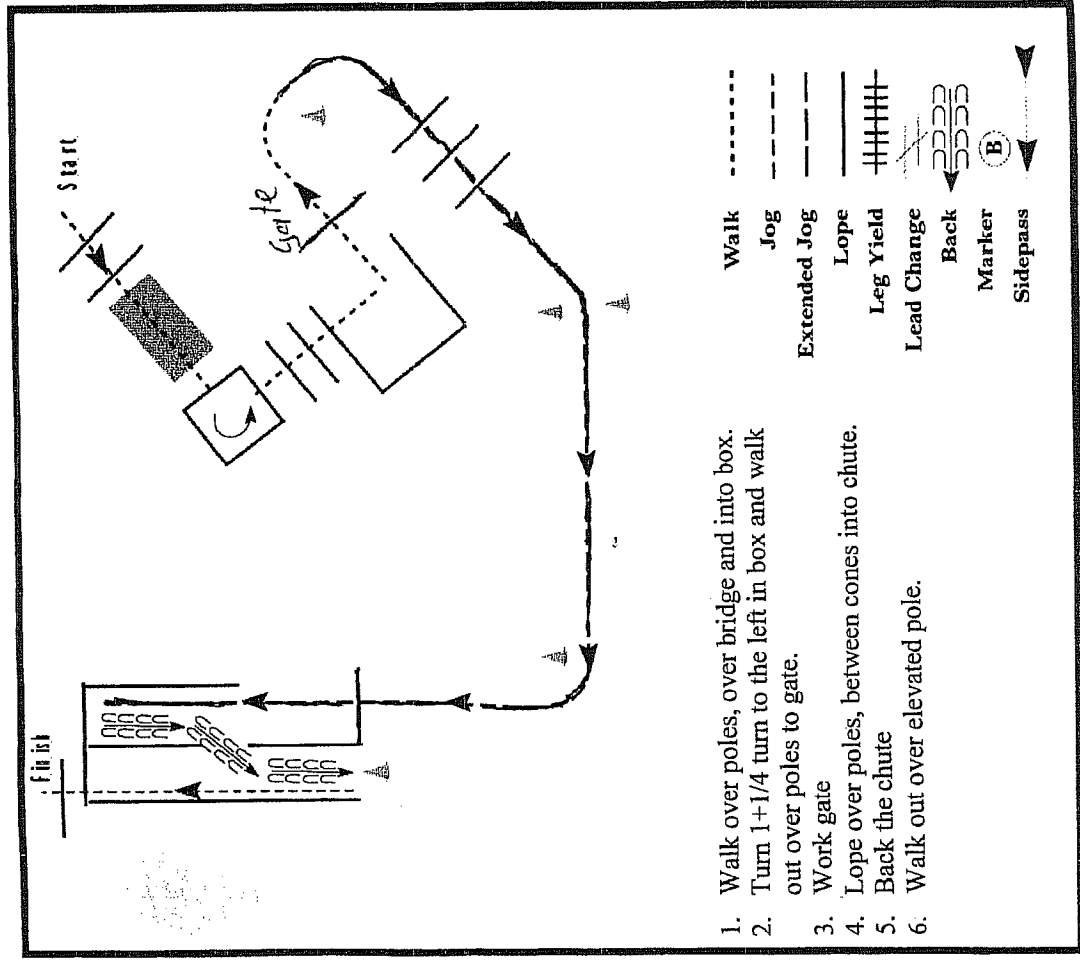 Start
Gate
Finish
1. Walk over poles, over bridge and into box.
2. Turn 1+1/4 turn to the left in box and walk
out over poles to gate.
3. Work gate
4. Lope over poles, between cones into chute.
5. Back the chute
6. Walk out over elevated pole.
Walk
Jog
Extended Jog
Lope
Leg Yield
Lead Change
Back
Marker
B
Sidepass